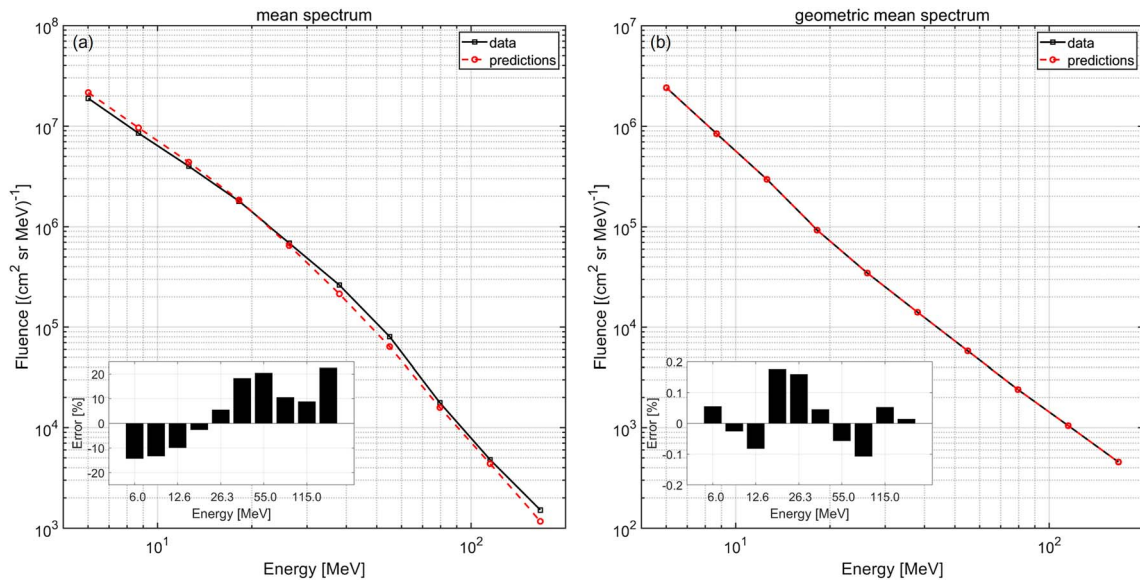 mean spectrum
(a)
data
predictions
10^8
10^7
10^6
10^5
10^4
10^3
Fluence [(cm^2 sr MeV)^-1]
20
10
0
-10
-20
Error [%]
6.0 12.6 26.3 55.0 115.0
Energy [MeV]
10^1 10^2
Energy [MeV]
geometric mean spectrum
(b)
data
predictions
10^7
10^6
10^5
10^4
10^3
10^2
Fluence [(cm^2 sr MeV)^-1]
0.2
0.1
0
-0.1
-0.2
Error [%]
6.0 12.6 26.3 55.0 115.0
Energy [MeV]
10^1 10^2
Energy [MeV]